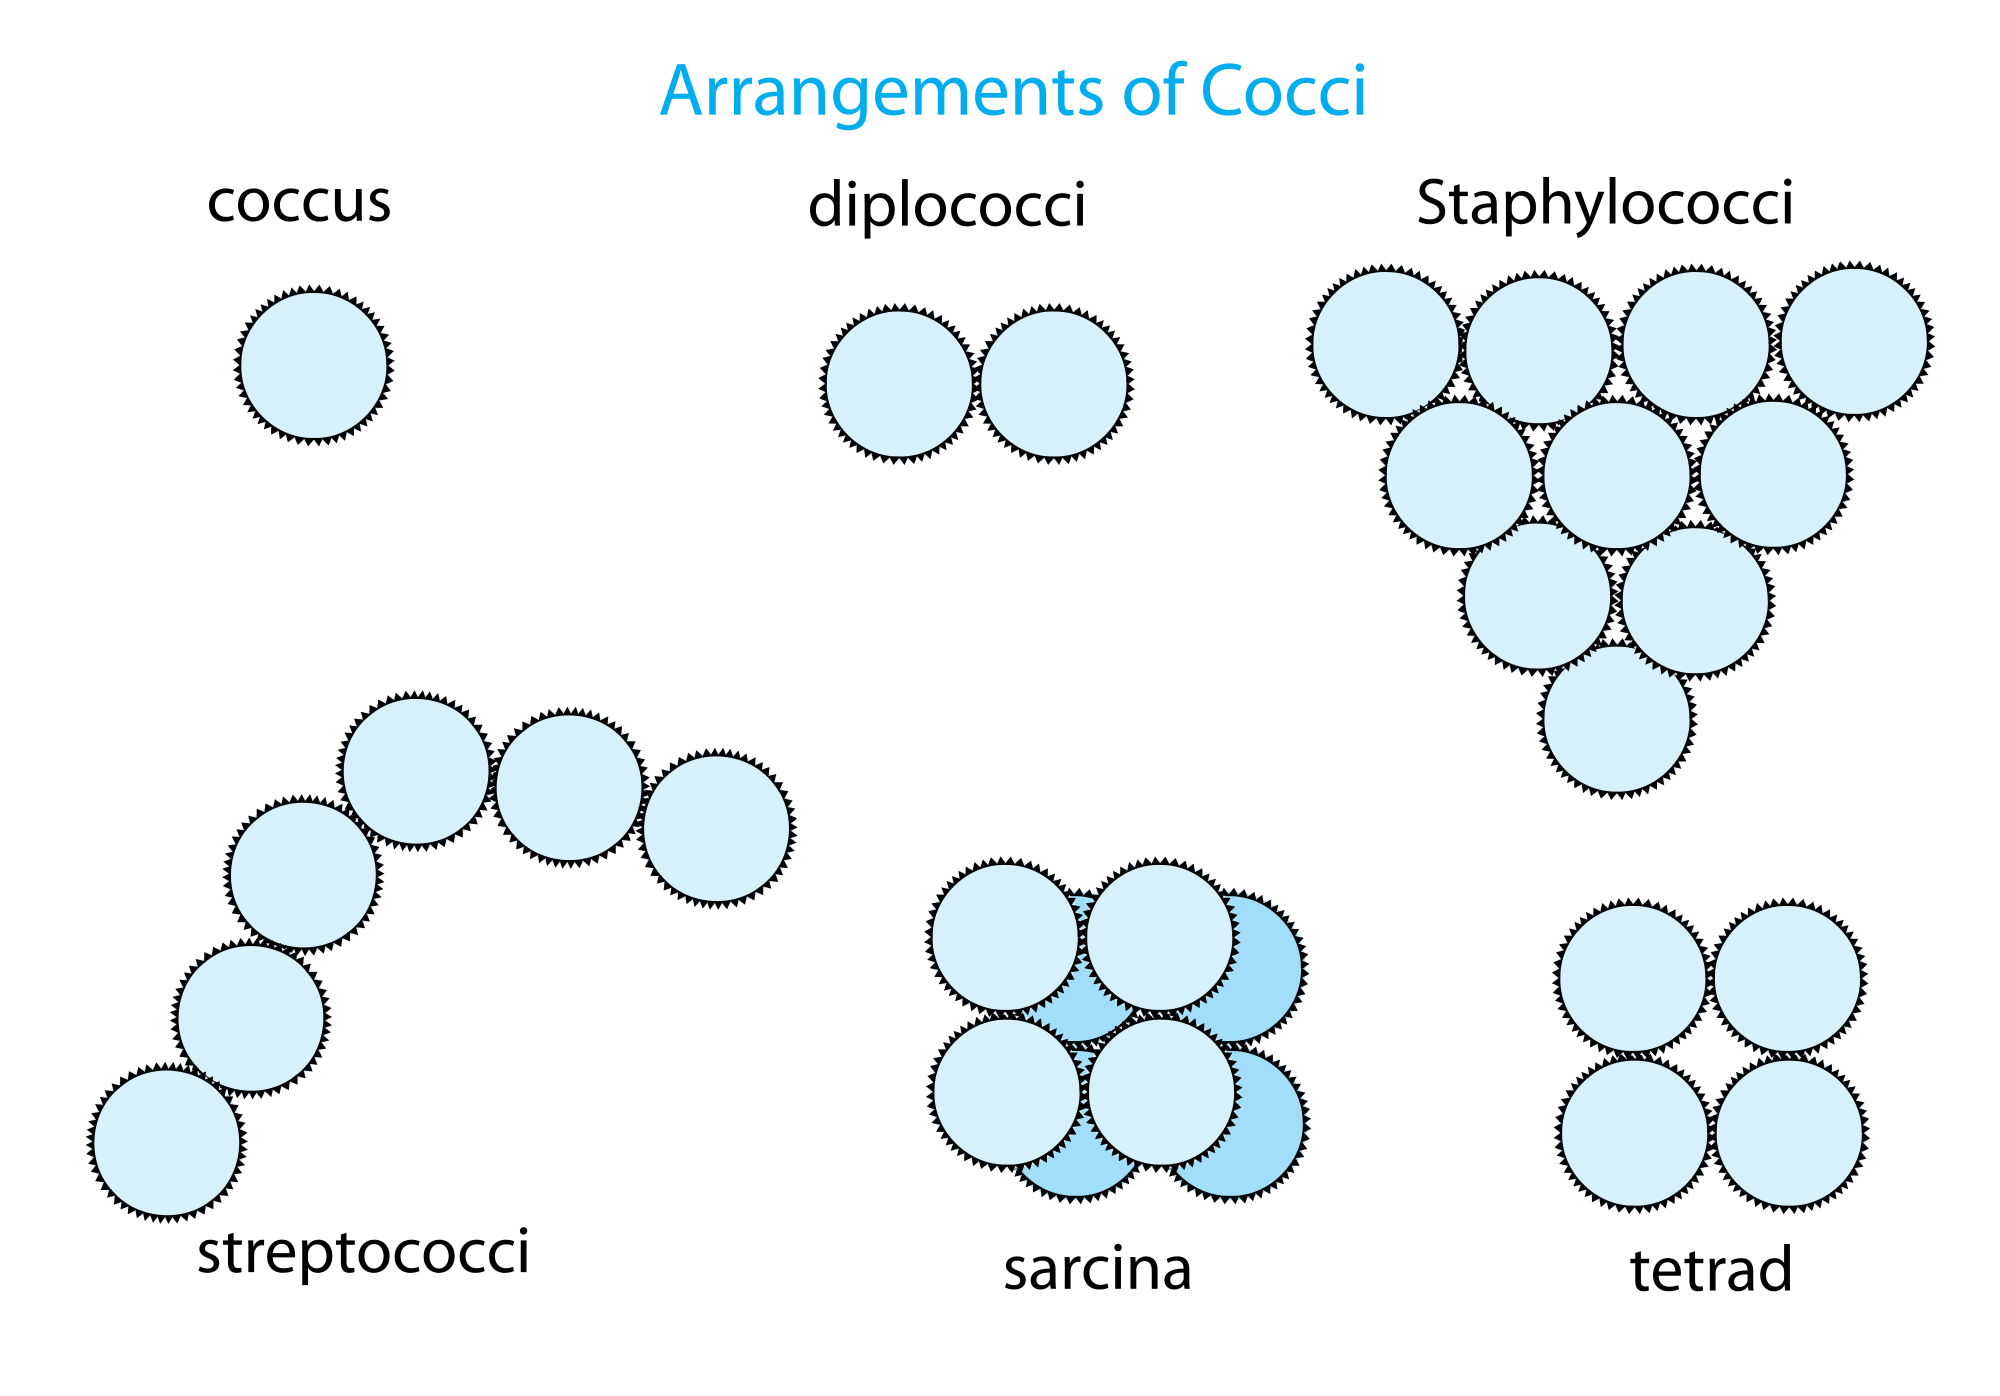 Arrangements of Cocci
coccus
diplococci
Staphylococci
streptococci
sarcina
tetrad